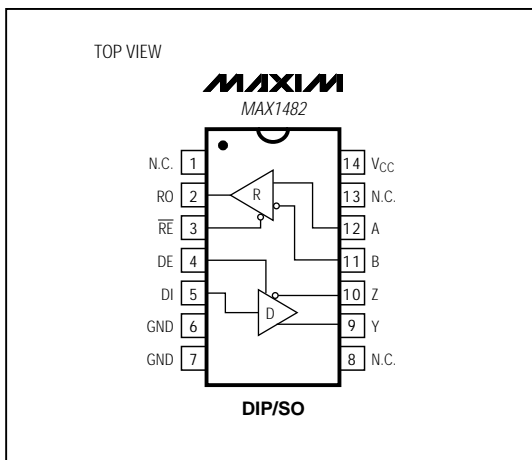 TOP VIEW
MAXIM
MAX1482
N.C. 1
RO 2
R̅E̅ 3
DE 4
DI 5
GND 6
GND 7
14 VCC
13 N.C.
12 A
11 B
10 Z
9 Y
8 N.C.
R
D
DIP/SO